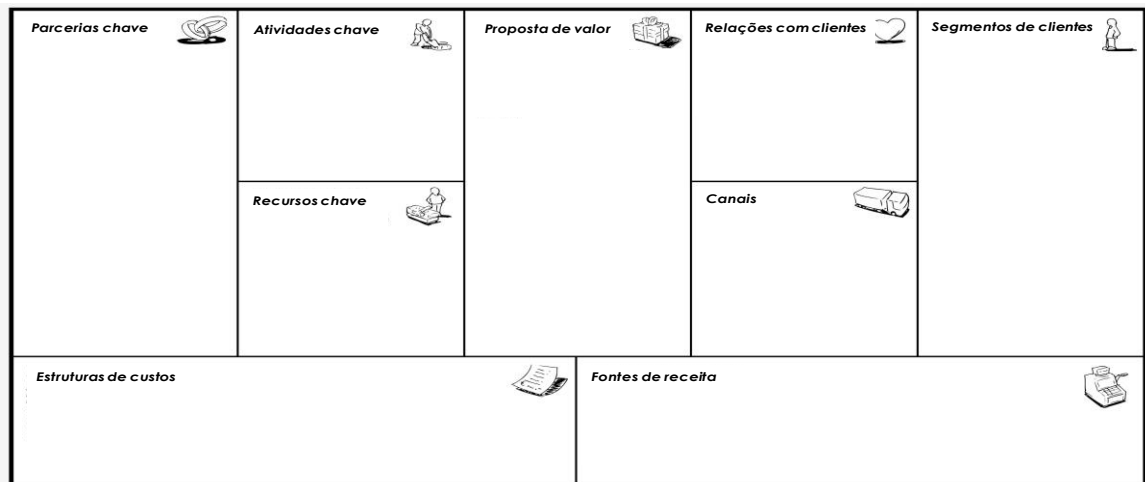 Parcerias chave
Atividades chave
Proposta de valor
Relações com clientes
Segmentos de clientes
Recursos chave
Canais
Estruturas de custos
Fontes de receita